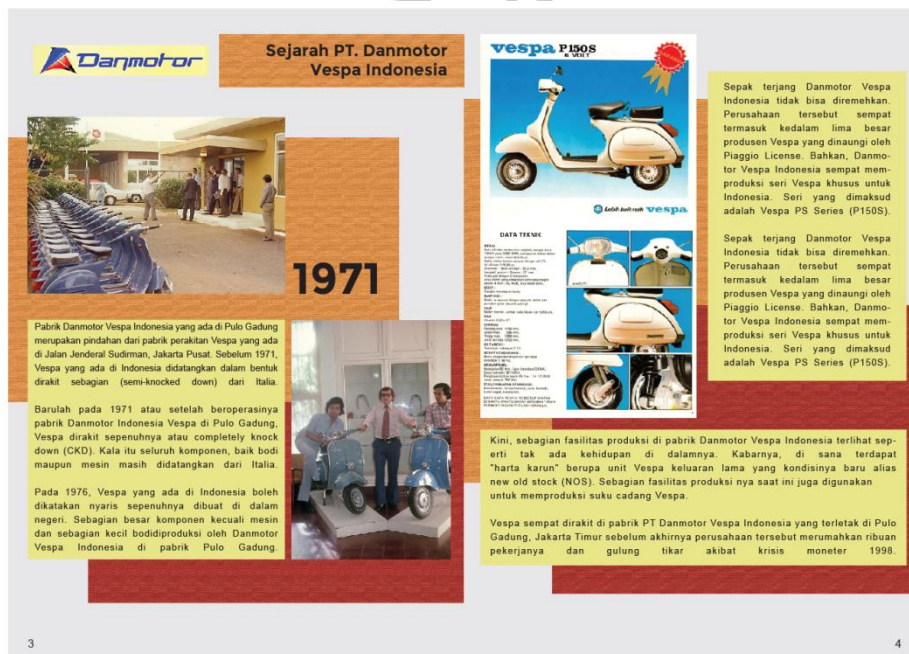 Danmotor
Sejarah PT. Danmotor
Vespa Indonesia
1971
Pabrik Danmotor Vespa Indonesia yang ada di Pulo Gadung
merupakan pindahan dari pabrik perakitan Vespa yang ada
di Jalan Jenderal Sudirman, Jakarta Pusat. Sebelum 1971,
Vespa yang ada di Indonesia didatangkan dalam bentuk
dirakit sebagian (semi-knocked down) dari Italia.
Barulah pada 1971 atau setelah beroperasinya
pabrik Danmotor Indonesia Vespa di Pulo Gadung,
Vespa dirakit sepenuhnya atau completely knock
down (CKD). Kala itu seluruh komponen, baik bodi
maupun mesin masih didatangkan dari Italia.
Pada 1976, Vespa yang ada di Indonesia boleh
dikatakan nyaris sepenuhnya dibuat di dalam
negeri. Sebagian besar komponen kecuali mesin
dan sebagian kecil bodidiproduksi oleh Danmotor
Vespa Indonesia di pabrik Pulo Gadung.
3
vespa P150S
6 VOLT
Lebih baik naik vespa
DATA TEKNIK
Sepak terjang Danmotor Vespa
Indonesia tidak bisa diremehkan.
Perusahaan tersebut sempat
termasuk kedalam lima besar
produsen Vespa yang dinaungi oleh
Piaggio License. Bahkan, Danmo-
tor Vespa Indonesia sempat mem-
produksi seri Vespa khusus untuk
Indonesia. Seri yang dimaksud
adalah Vespa PS Series (P150S).
Sepak terjang Danmotor Vespa
Indonesia tidak bisa diremehkan.
Perusahaan tersebut sempat
termasuk kedalam lima besar
produsen Vespa yang dinaungi oleh
Piaggio License. Bahkan, Danmo-
tor Vespa Indonesia sempat mem-
produksi seri Vespa khusus untuk
Indonesia. Seri yang dimaksud
adalah Vespa PS Series (P150S).
Kini, sebagian fasilitas produksi di pabrik Danmotor Vespa Indonesia terlihat sep-
erti tak ada kehidupan di dalamnya. Kabarnya, di sana terdapat
"harta karun" berupa unit Vespa keluaran lama yang kondisinya baru alias
new old stock (NOS). Sebagian fasilitas produksi nya saat ini juga digunakan
untuk memproduksi suku cadang Vespa.
Vespa sempat dirakit di pabrik PT Danmotor Vespa Indonesia yang terletak di Pulo
Gadung, Jakarta Timur sebelum akhirnya perusahaan tersebut merumahkan ribuan
pekerjanya dan gulung tikar akibat krisis moneter 1998.
4